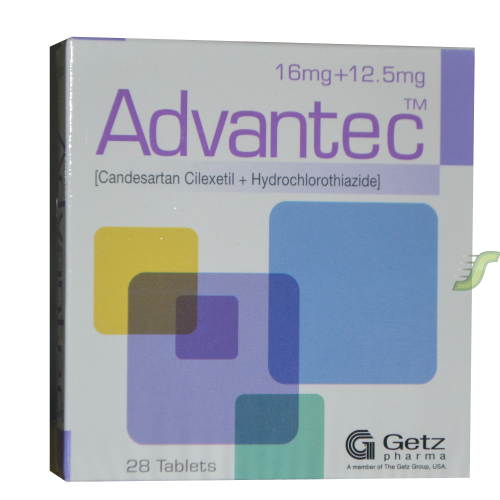 16mg+12.5mg
Advantec™
[Candesartan Cilexetil + Hydrochlorothiazide]
28 Tablets
G Getz
pharma
A member of The Getz Group, USA.